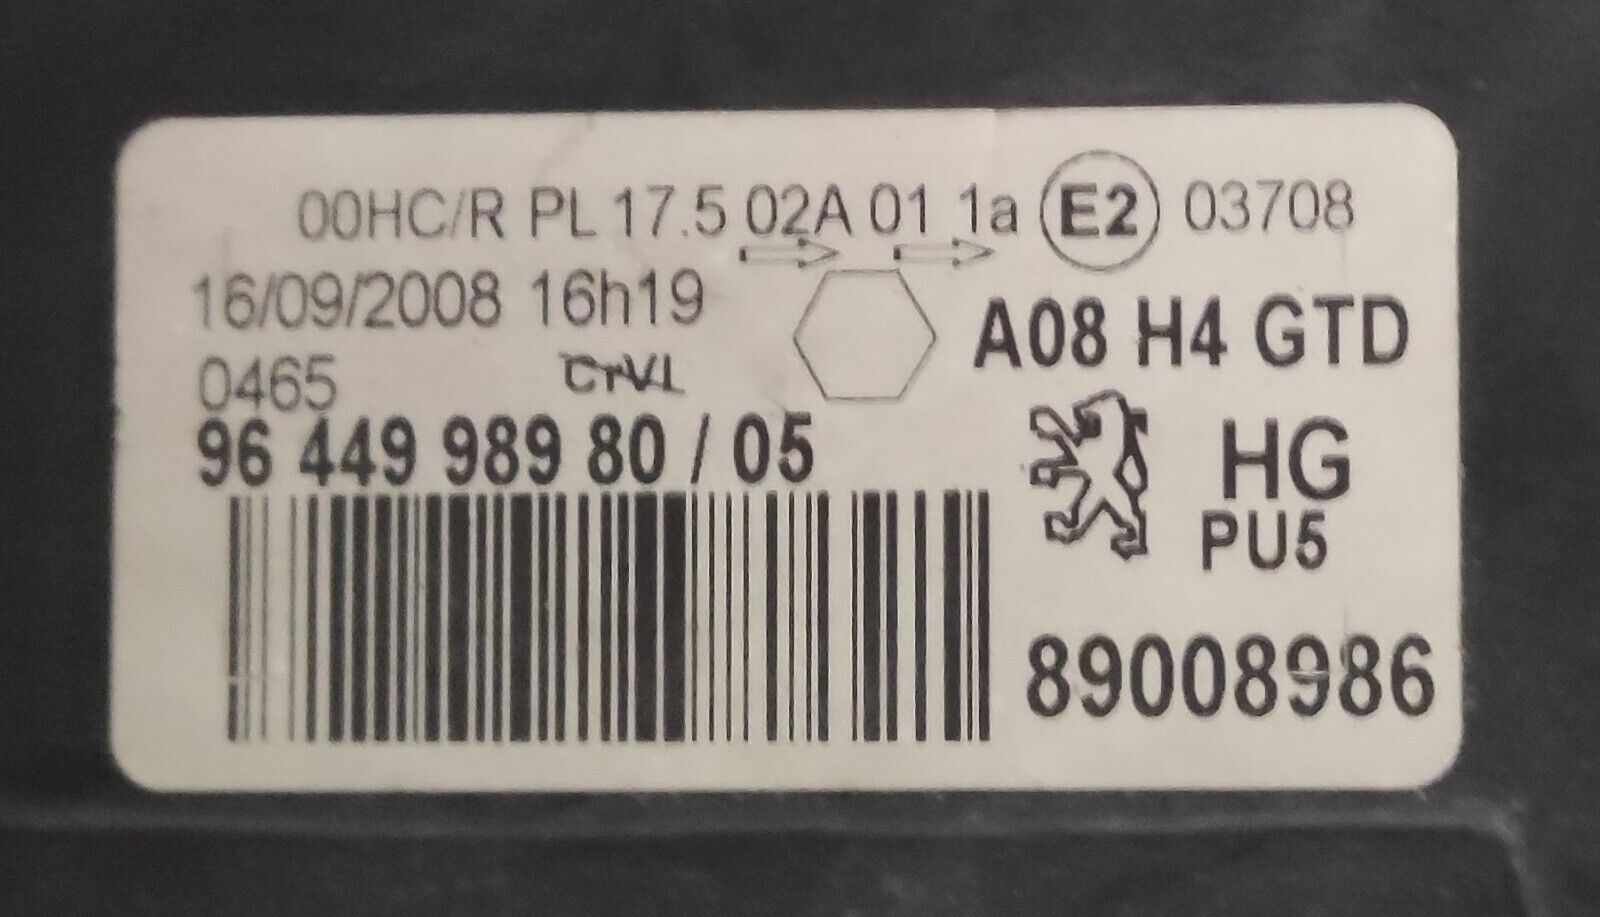 00HC/R PL 17.5 02A 01 1a E2 03708
16/09/2008 16h19
A08 H4 GTD
0465
96 449 989 80 / 05
HG
PU5
89008986